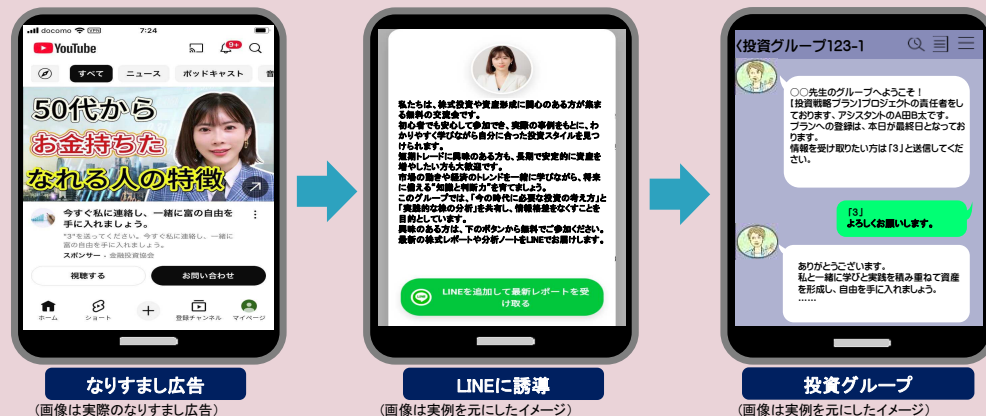 docomo VPN 7:24
YouTube 9+
すべて ニュース ポッドキャスト 音
50代から
お金持ちた
なれる人の特徴
今すぐ私に連絡し、一緒に富の自由を
手に入れましょう。
"3"を送ってください。今すぐ私に連絡し、一緒に
富の自由を手に入れましょう。
スポンサー・金融投資協会
視聴する お問い合わせ
ホーム ショート 登録チャンネル マイページ
なりすまし広告
(画像は実際のなりすまし広告)
私たちは、株式投資や資産形成に関心のある方が集ま
る無料の交流会です。
初心者でも安心して参加でき、実際の事例をもとに、わ
かりやすく学びながら自分に合った投資スタイルを見つ
けられます。
短期トレードに興味のある方も、長期で安定的に資産を
増やしたい方も大歓迎です。
市場の動きや経済のトレンドを一緒に学びながら、将来
に備える"知識と判断力"を育てましょう。
このグループでは、「今の時代に必要な投資の考え方」と
「実践的な株の分析」を共有し、情報格差をなくすことを
目的としています。
興味のある方は、下のボタンから無料でご参加ください。
最新の株式レポートや分析ノートをLINEでお届けします。
LINEを追加して最新レポートを受
け取る
LINEに誘導
(画像は実例を元にしたイメージ)
〈投資グループ123-1
○○先生のグループへようこそ！
【投資戦略プラン】プロジェクトの責任者をし
ております、アシスタントのA田B太です。
プランへの登録は、本日が最終日となってお
ります。
情報を受け取りたい方は「3」と送信してくだ
さい。
「3」
よろしくお願いします。
ありがとうございます。
私と一緒に学びと実践を積み重ねて資産
を形成し、自由を手に入れましょう。
……
投資グループ
(画像は実例を元にしたイメージ)